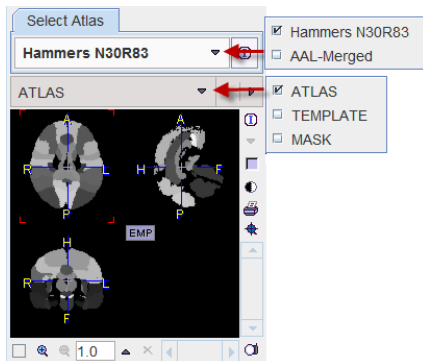 Select Atlas
Hammers N30R83
Hammers N30R83
AAL-Merged
ATLAS
ATLAS
TEMPLATE
MASK
A
A
R
L
H
F
P
P
EMP
H
R
L
F
1.0